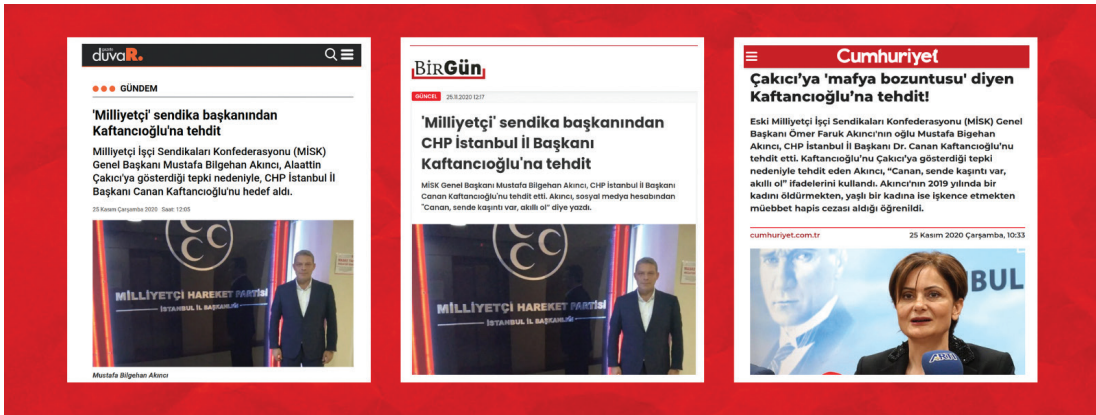 gazete
duvaR.
GÜNDEM
'Milliyetçi' sendika başkanından
Kaftancıoğlu'na tehdit
Milliyetçi İşçi Sendikaları Konfederasyonu (MİSK)
Genel Başkanı Mustafa Bilgehan Akıncı, Alaattin
Çakıcı'ya gösterdiği tepki nedeniyle, CHP İstanbul İl
Başkanı Canan Kaftancıoğlu'nu hedef aldı.
25 Kasım Çarşamba 2020 Saat: 12:05
MİLLİYETÇİ HAREKET PARTİSİ
İSTANBUL İL BAŞKANLIĞI
Mustafa Bilgehan Akıncı
BİRGün
GÜNCEL 25.11.2020 12:17
'Milliyetçi' sendika başkanından
CHP İstanbul İl Başkanı
Kaftancıoğlu'na tehdit
MİSK Genel Başkanı Mustafa Bilgehan Akıncı, CHP İstanbul İl Başkanı
Canan Kaftancıoğlu'nu tehdit etti. Akıncı, sosyal medya hesabından
"Canan, sende kaşıntı var, akıllı ol" diye yazdı.
MİLLİYETÇİ HAREKET PARTİSİ
İSTANBUL İL BAŞKANLIĞI
Cumhuriyet
Çakıcı'ya 'mafya bozuntusu' diyen
Kaftancıoğlu'na tehdit!
Eski Milliyetçi İşçi Sendikaları Konfederasyonu (MİSK) Genel
Başkanı Ömer Faruk Akıncı'nın oğlu Mustafa Bigehan
Akıncı, CHP İstanbul İl Başkanı Dr. Canan Kaftancıoğlu'nu
tehdit etti. Kaftancıoğlu'nu Çakıcı'ya gösterdiği tepki
nedeniyle tehdit eden Akıncı, "Canan, sende kaşıntı var,
akıllı ol" ifadelerini kullandı. Akıncı'nın 2019 yılında bir
kadını öldürmekten, yaşlı bir kadına ise işkence etmekten
müebbet hapis cezası aldığı öğrenildi.
cumhuriyet.com.tr 25 Kasım 2020 Çarşamba, 10:33
BUL
ARTI